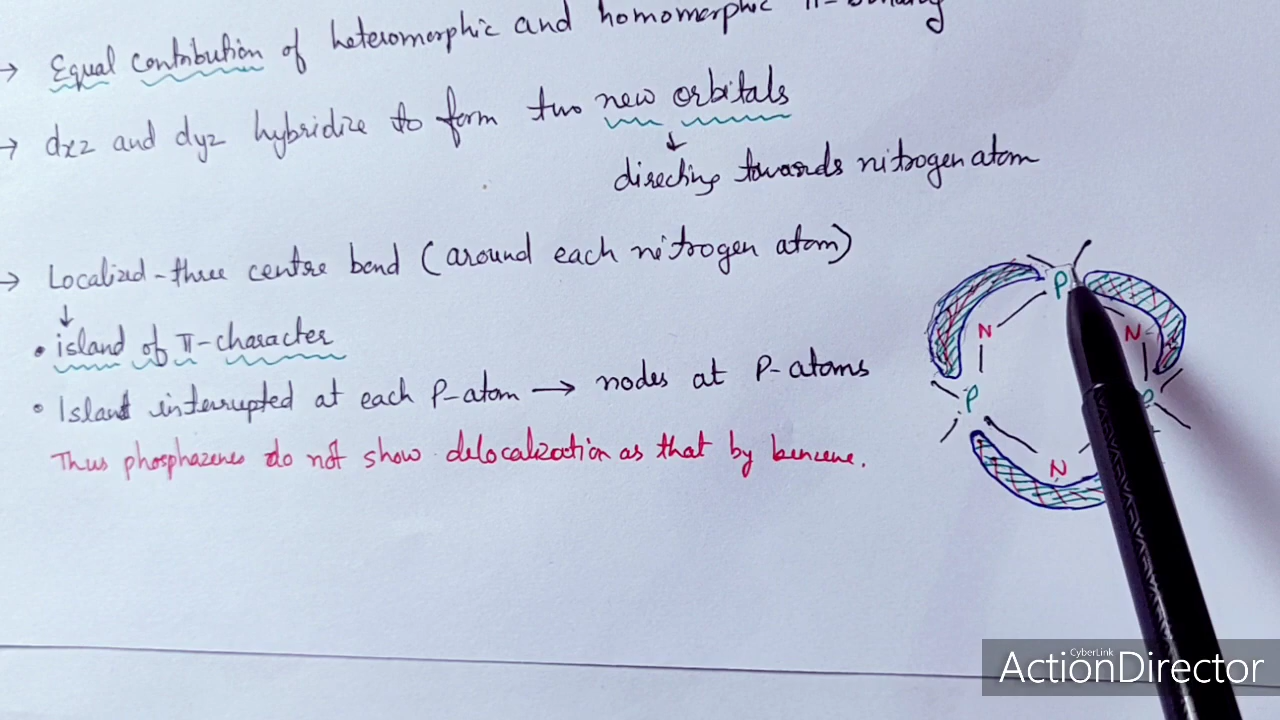 → Equal contribution of heteromorphic and homomorphic π-bonding
→ dxz and dyz hybridize to form two new orbitals
↓
directing towards nitrogen atom
→ Localized-three centre bond (around each nitrogen atom)
↓
• island of π-character
• Island interrupted at each P-atom → nodes at P-atoms
Thus phosphazenes do not show delocalization as that by benzene.
P
N N
P P
N
CyberLink
ActionDirector